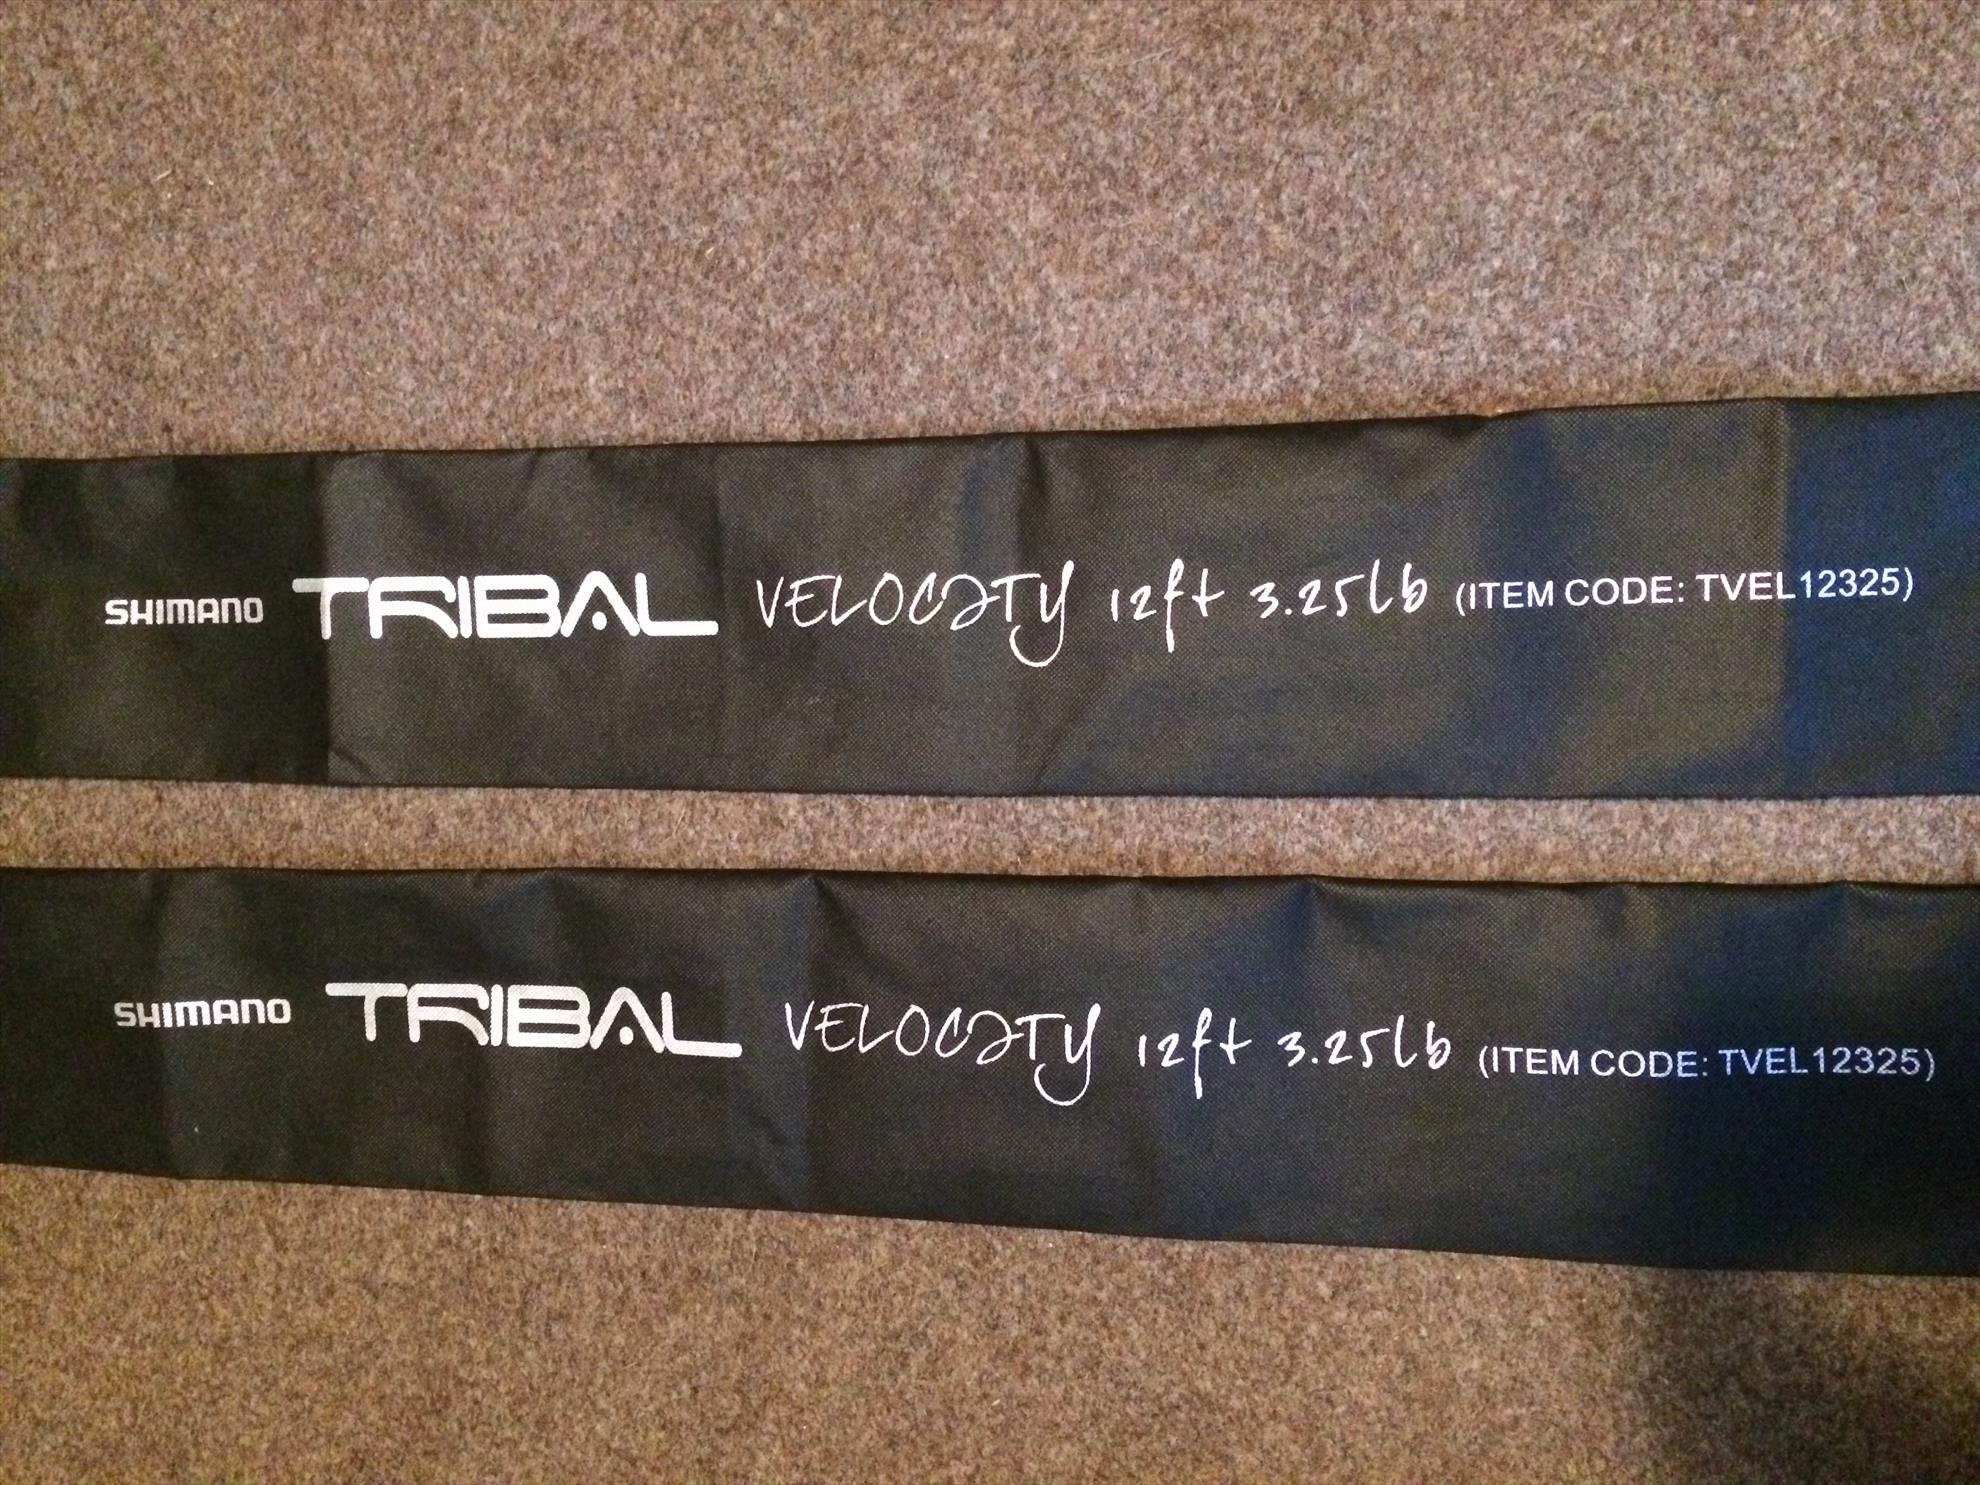 SHIMANO TRIBAL VELOCITY 12ft 3.25lb (ITEM CODE: TVEL12325)
SHIMANO TRIBAL VELOCITY 12ft 3.25lb (ITEM CODE: TVEL12325)